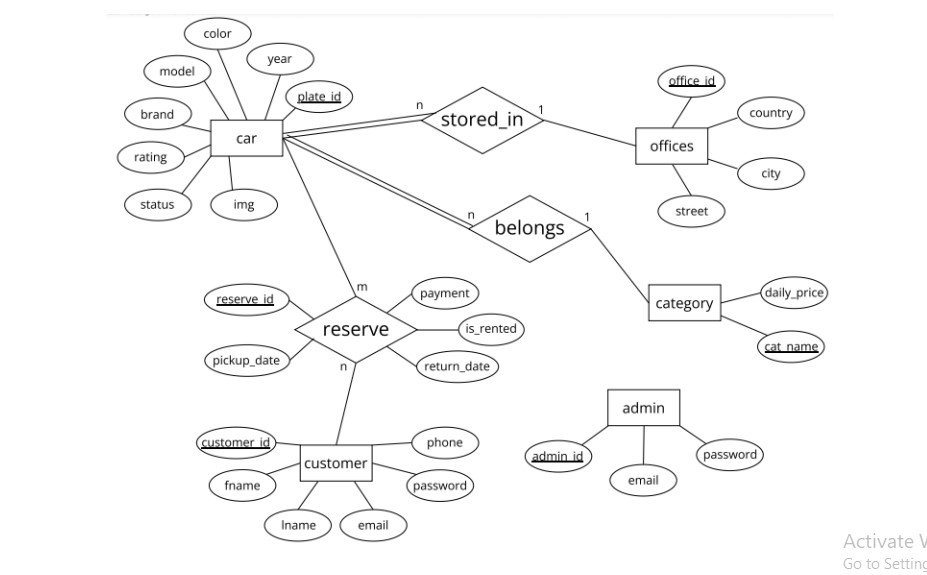 color
year
model
plate_id
brand
car
rating
status
img
n
stored_in
1
office_id
country
offices
city
street
n
belongs
1
category
daily_price
cat_name
m
reserve_id
payment
reserve
is_rented
pickup_date
return_date
n
customer_id
phone
customer
fname
password
lname
email
admin
admin_id
email
password
Activate
Go to Setting